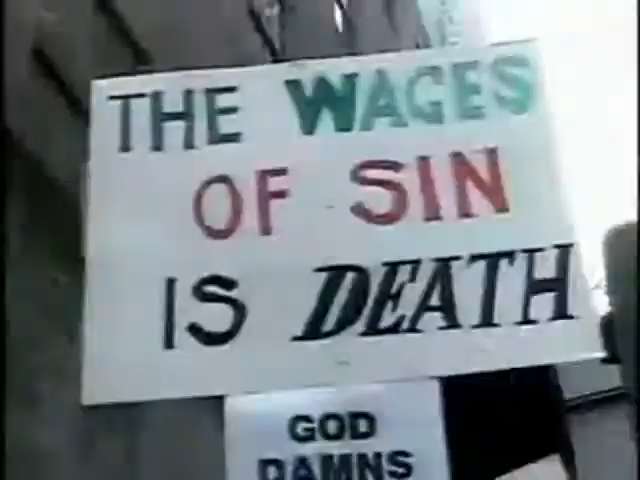 THE WAGES
OF SIN
IS DEATH
GOD
DAMNS